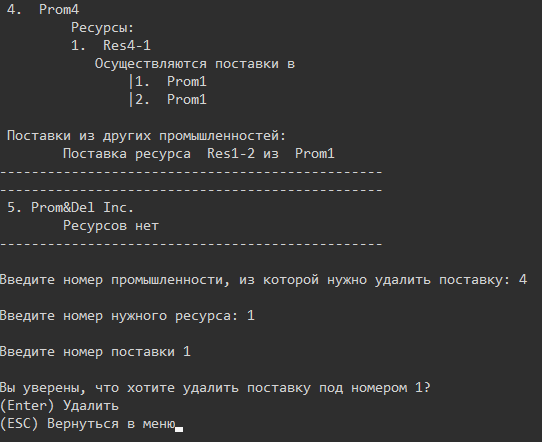 4. Prom4
Ресурсы:
1. Res4-1
Осуществляются поставки в
|1. Prom1
|2. Prom1
Поставки из других промышленностей:
Поставка ресурса Res1-2 из Prom1
------------------------------------------------
------------------------------------------------
5. Prom&Del Inc.
Ресурсов нет
------------------------------------------------
Введите номер промышленности, из которой нужно удалить поставку: 4
Введите номер нужного ресурса: 1
Введите номер поставки 1
Вы уверены, что хотите удалить поставку под номером 1?
(Enter) Удалить
(ESC) Вернуться в меню